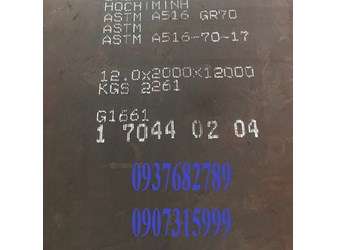 HOCHIMINH
ASTM A516 GR70
ASTM
ASTM A516-70-17
12.0x2000x12000
KGS 2261
G1661
1 7044 02 04
0937682789
0907315999